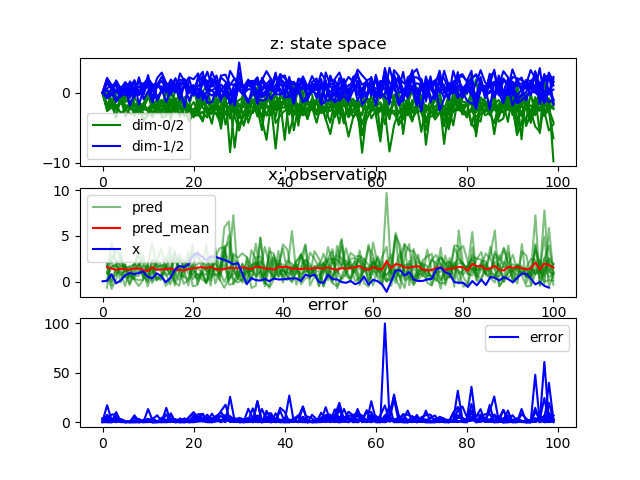 z: state space
0
−10
dim-0/2
dim-1/2
0 20 40 60 80 100
x: observation
10
5
0
pred
pred_mean
x
0 20 40 60 80 100
error
100
50
0
error
0 20 40 60 80 100